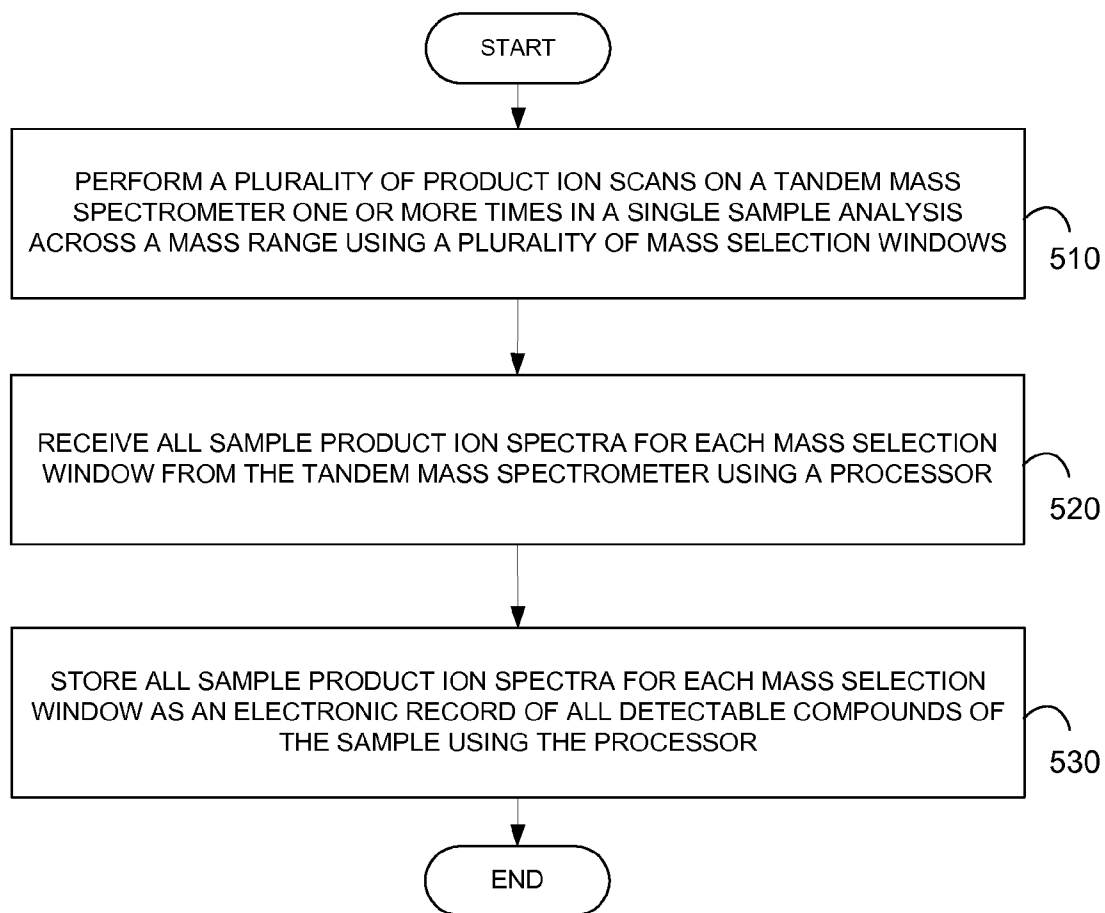 START
PERFORM A PLURALITY OF PRODUCT ION SCANS ON A TANDEM MASS
SPECTROMETER ONE OR MORE TIMES IN A SINGLE SAMPLE ANALYSIS
ACROSS A MASS RANGE USING A PLURALITY OF MASS SELECTION WINDOWS
510
RECEIVE ALL SAMPLE PRODUCT ION SPECTRA FOR EACH MASS SELECTION
WINDOW FROM THE TANDEM MASS SPECTROMETER USING A PROCESSOR
520
STORE ALL SAMPLE PRODUCT ION SPECTRA FOR EACH MASS SELECTION
WINDOW AS AN ELECTRONIC RECORD OF ALL DETECTABLE COMPOUNDS OF
THE SAMPLE USING THE PROCESSOR
530
END